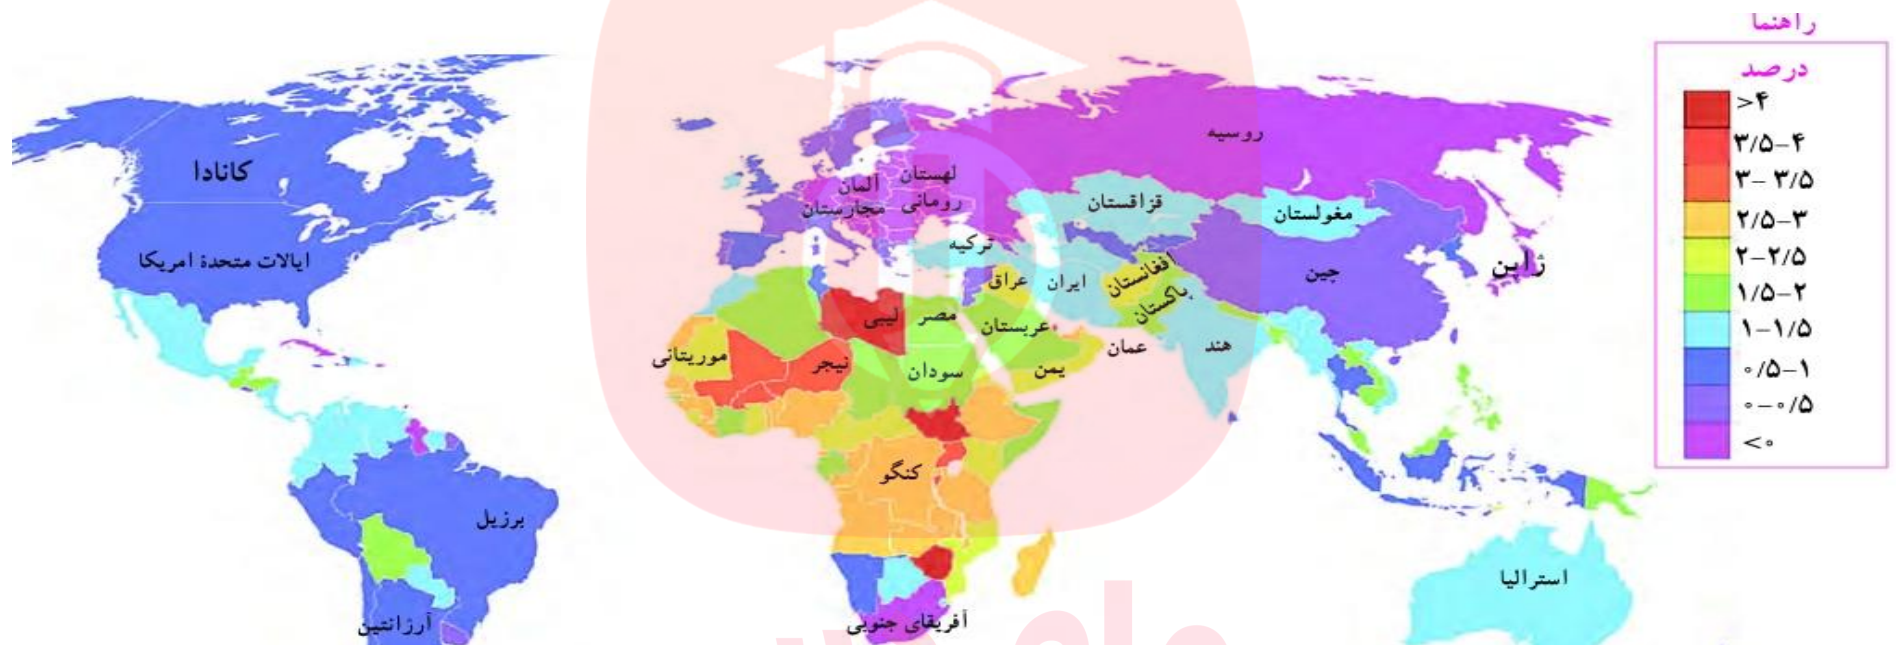 راهنما
درصد
>۴
۳/۵–۴
۳– ۳/۵
۲/۵–۳
۲–۲/۵
۱/۵–۲
۱–۱/۵
۰/۵–۱
۰–۰/۵
<۰
کانادا
ایالات متحدهٔ امریکا
برزیل
آرژانتین
روسیه
لهستان
آلمان
رومانی
مجارستان
قزاقستان
مغولستان
ترکیه
چین
ژاپن
افغانستان
ایران
عراق
پاکستان
لیبی
مصر
عربستان
عمان
هند
موریتانی
نیجر
سودان
یمن
کنگو
استرالیا
آفریقای جنوبی